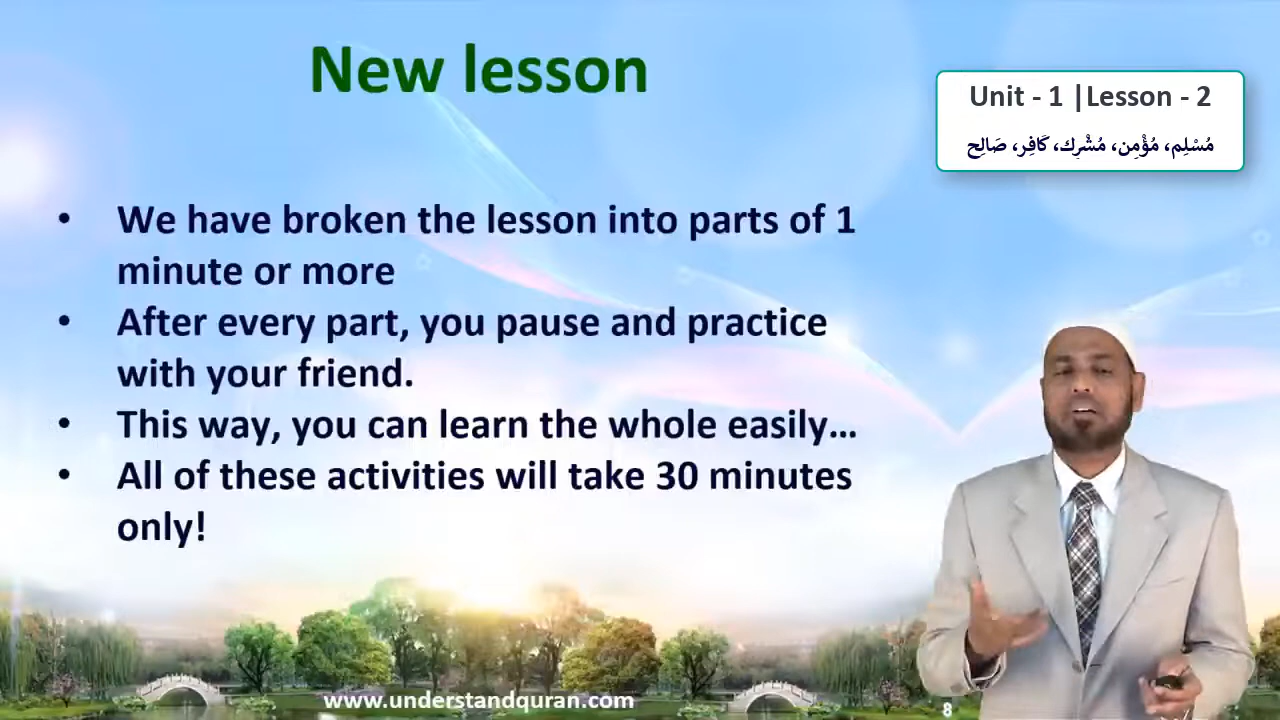 New lesson
Unit - 1 |Lesson - 2
مُسْلِم، مُؤْمِن، مُشْرِك، كَافِر، صَالِح
• We have broken the lesson into parts of 1
minute or more
• After every part, you pause and practice
with your friend.
• This way, you can learn the whole easily…
• All of these activities will take 30 minutes
only!
www.understandquran.com
8